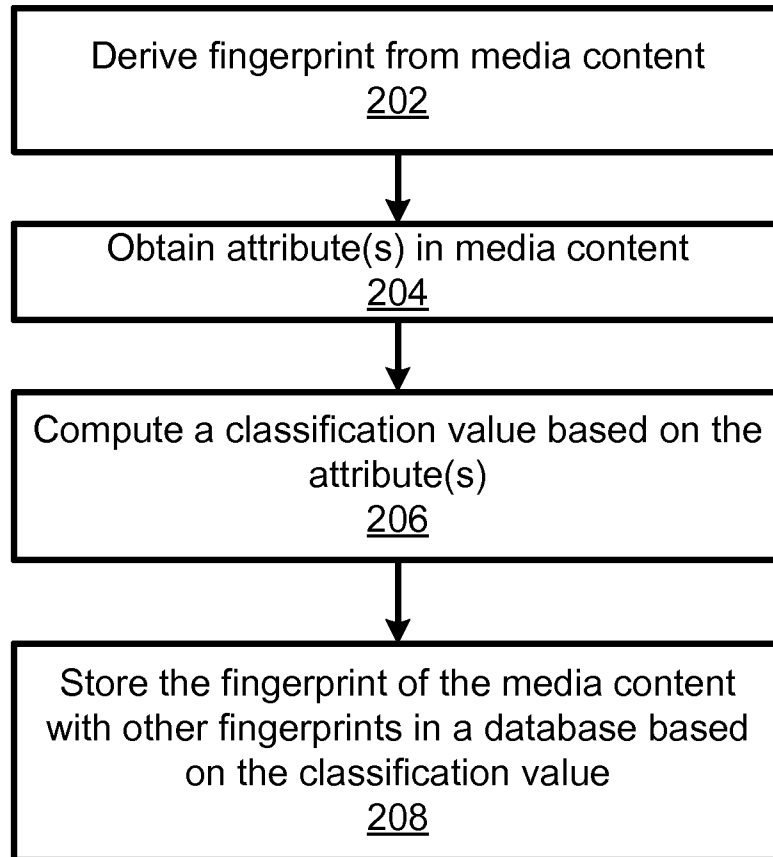 Derive fingerprint from media content
202
Obtain attribute(s) in media content
204
Compute a classification value based on the
attribute(s)
206
Store the fingerprint of the media content
with other fingerprints in a database based
on the classification value
208